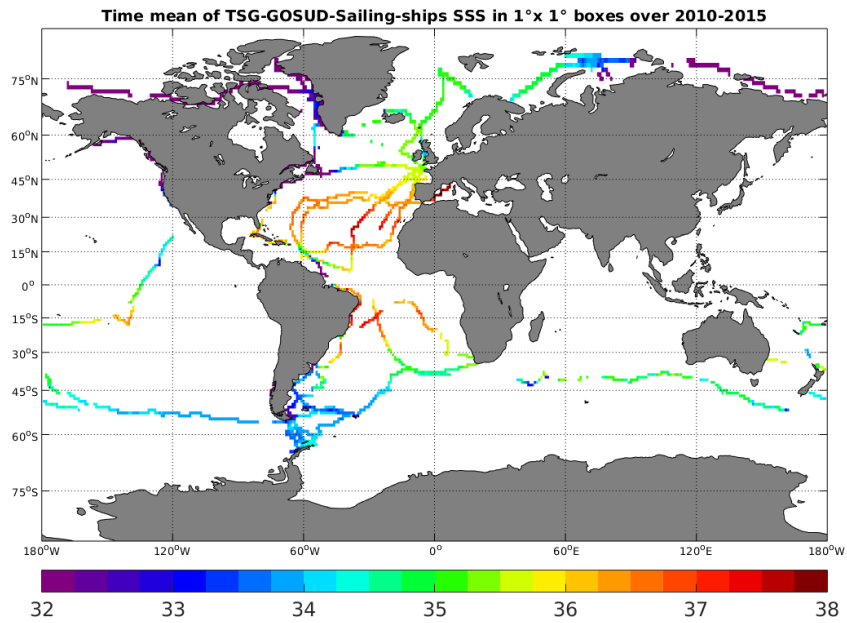 Time mean of TSG-GOSUD-Sailing-ships SSS in 1°x 1° boxes over 2010-2015
75°N
60°N
45°N
30°N
15°N
0°
15°S
30°S
45°S
60°S
75°S
180°W 120°W 60°W 0° 60°E 120°E 180°W
32 33 34 35 36 37 38